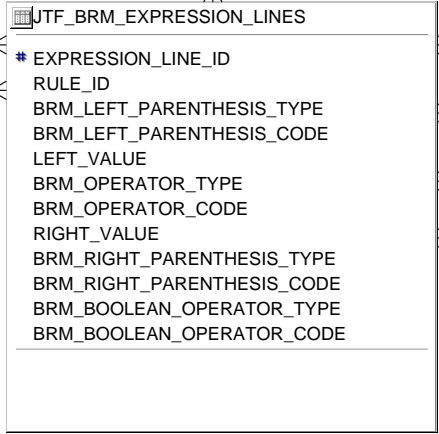 JTF_BRM_EXPRESSION_LINES
# EXPRESSION_LINE_ID
RULE_ID
BRM_LEFT_PARENTHESIS_TYPE
BRM_LEFT_PARENTHESIS_CODE
LEFT_VALUE
BRM_OPERATOR_TYPE
BRM_OPERATOR_CODE
RIGHT_VALUE
BRM_RIGHT_PARENTHESIS_TYPE
BRM_RIGHT_PARENTHESIS_CODE
BRM_BOOLEAN_OPERATOR_TYPE
BRM_BOOLEAN_OPERATOR_CODE